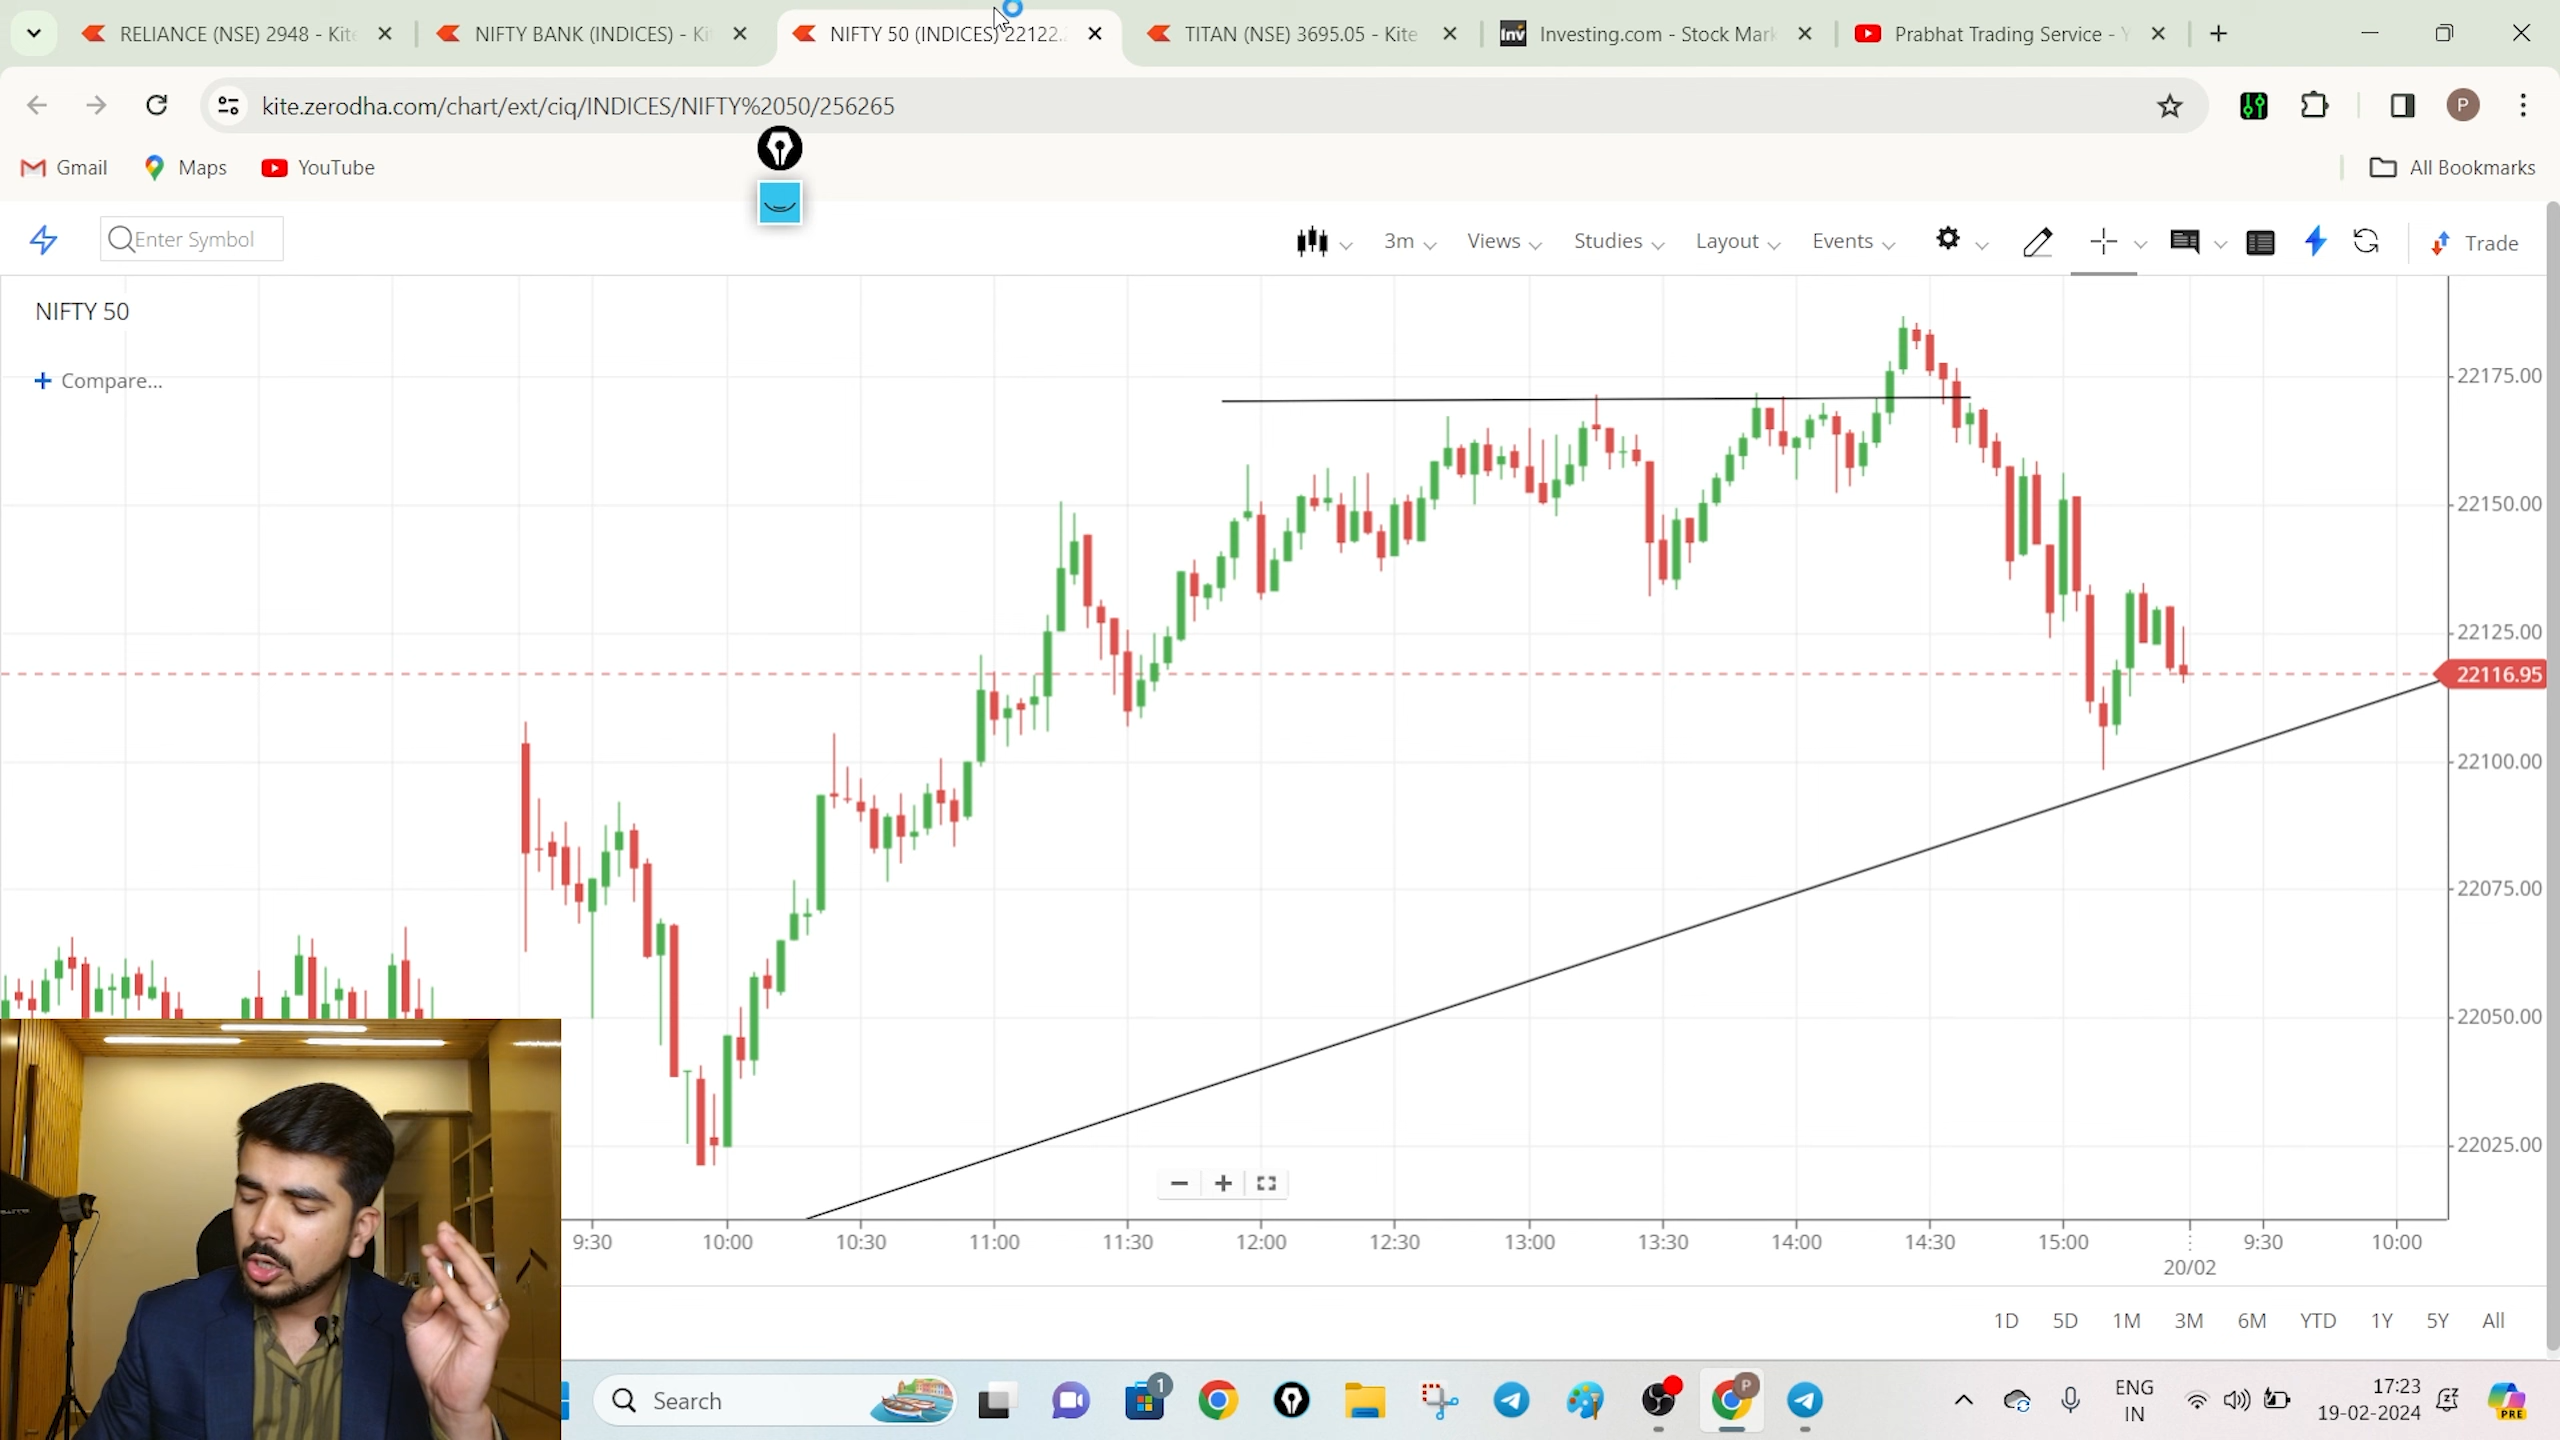 RELIANCE (NSE) 2948 - Kite
NIFTY BANK (INDICES) - Ki
NIFTY 50 (INDICES) 22122.
TITAN (NSE) 3695.05 - Kite
Inv
Investing.com - Stock Mark
Prabhat Trading Service - Y
kite.zerodha.com/chart/ext/ciq/INDICES/NIFTY%2050/256265
P
Gmail
Maps
YouTube
All Bookmarks
Enter Symbol
3m
Views
Studies
Layout
Events
Trade
NIFTY 50
Compare...
22175.00
22150.00
22125.00
22116.95
22100.00
22075.00
22050.00
22025.00
9:30
10:00
10:30
11:00
11:30
12:00
12:30
13:00
13:30
14:00
14:30
15:00
9:30
10:00
20/02
1D
5D
1M
3M
6M
YTD
1Y
5Y
All
Search
1
P
ENG
IN
17:23
19-02-2024
PRE